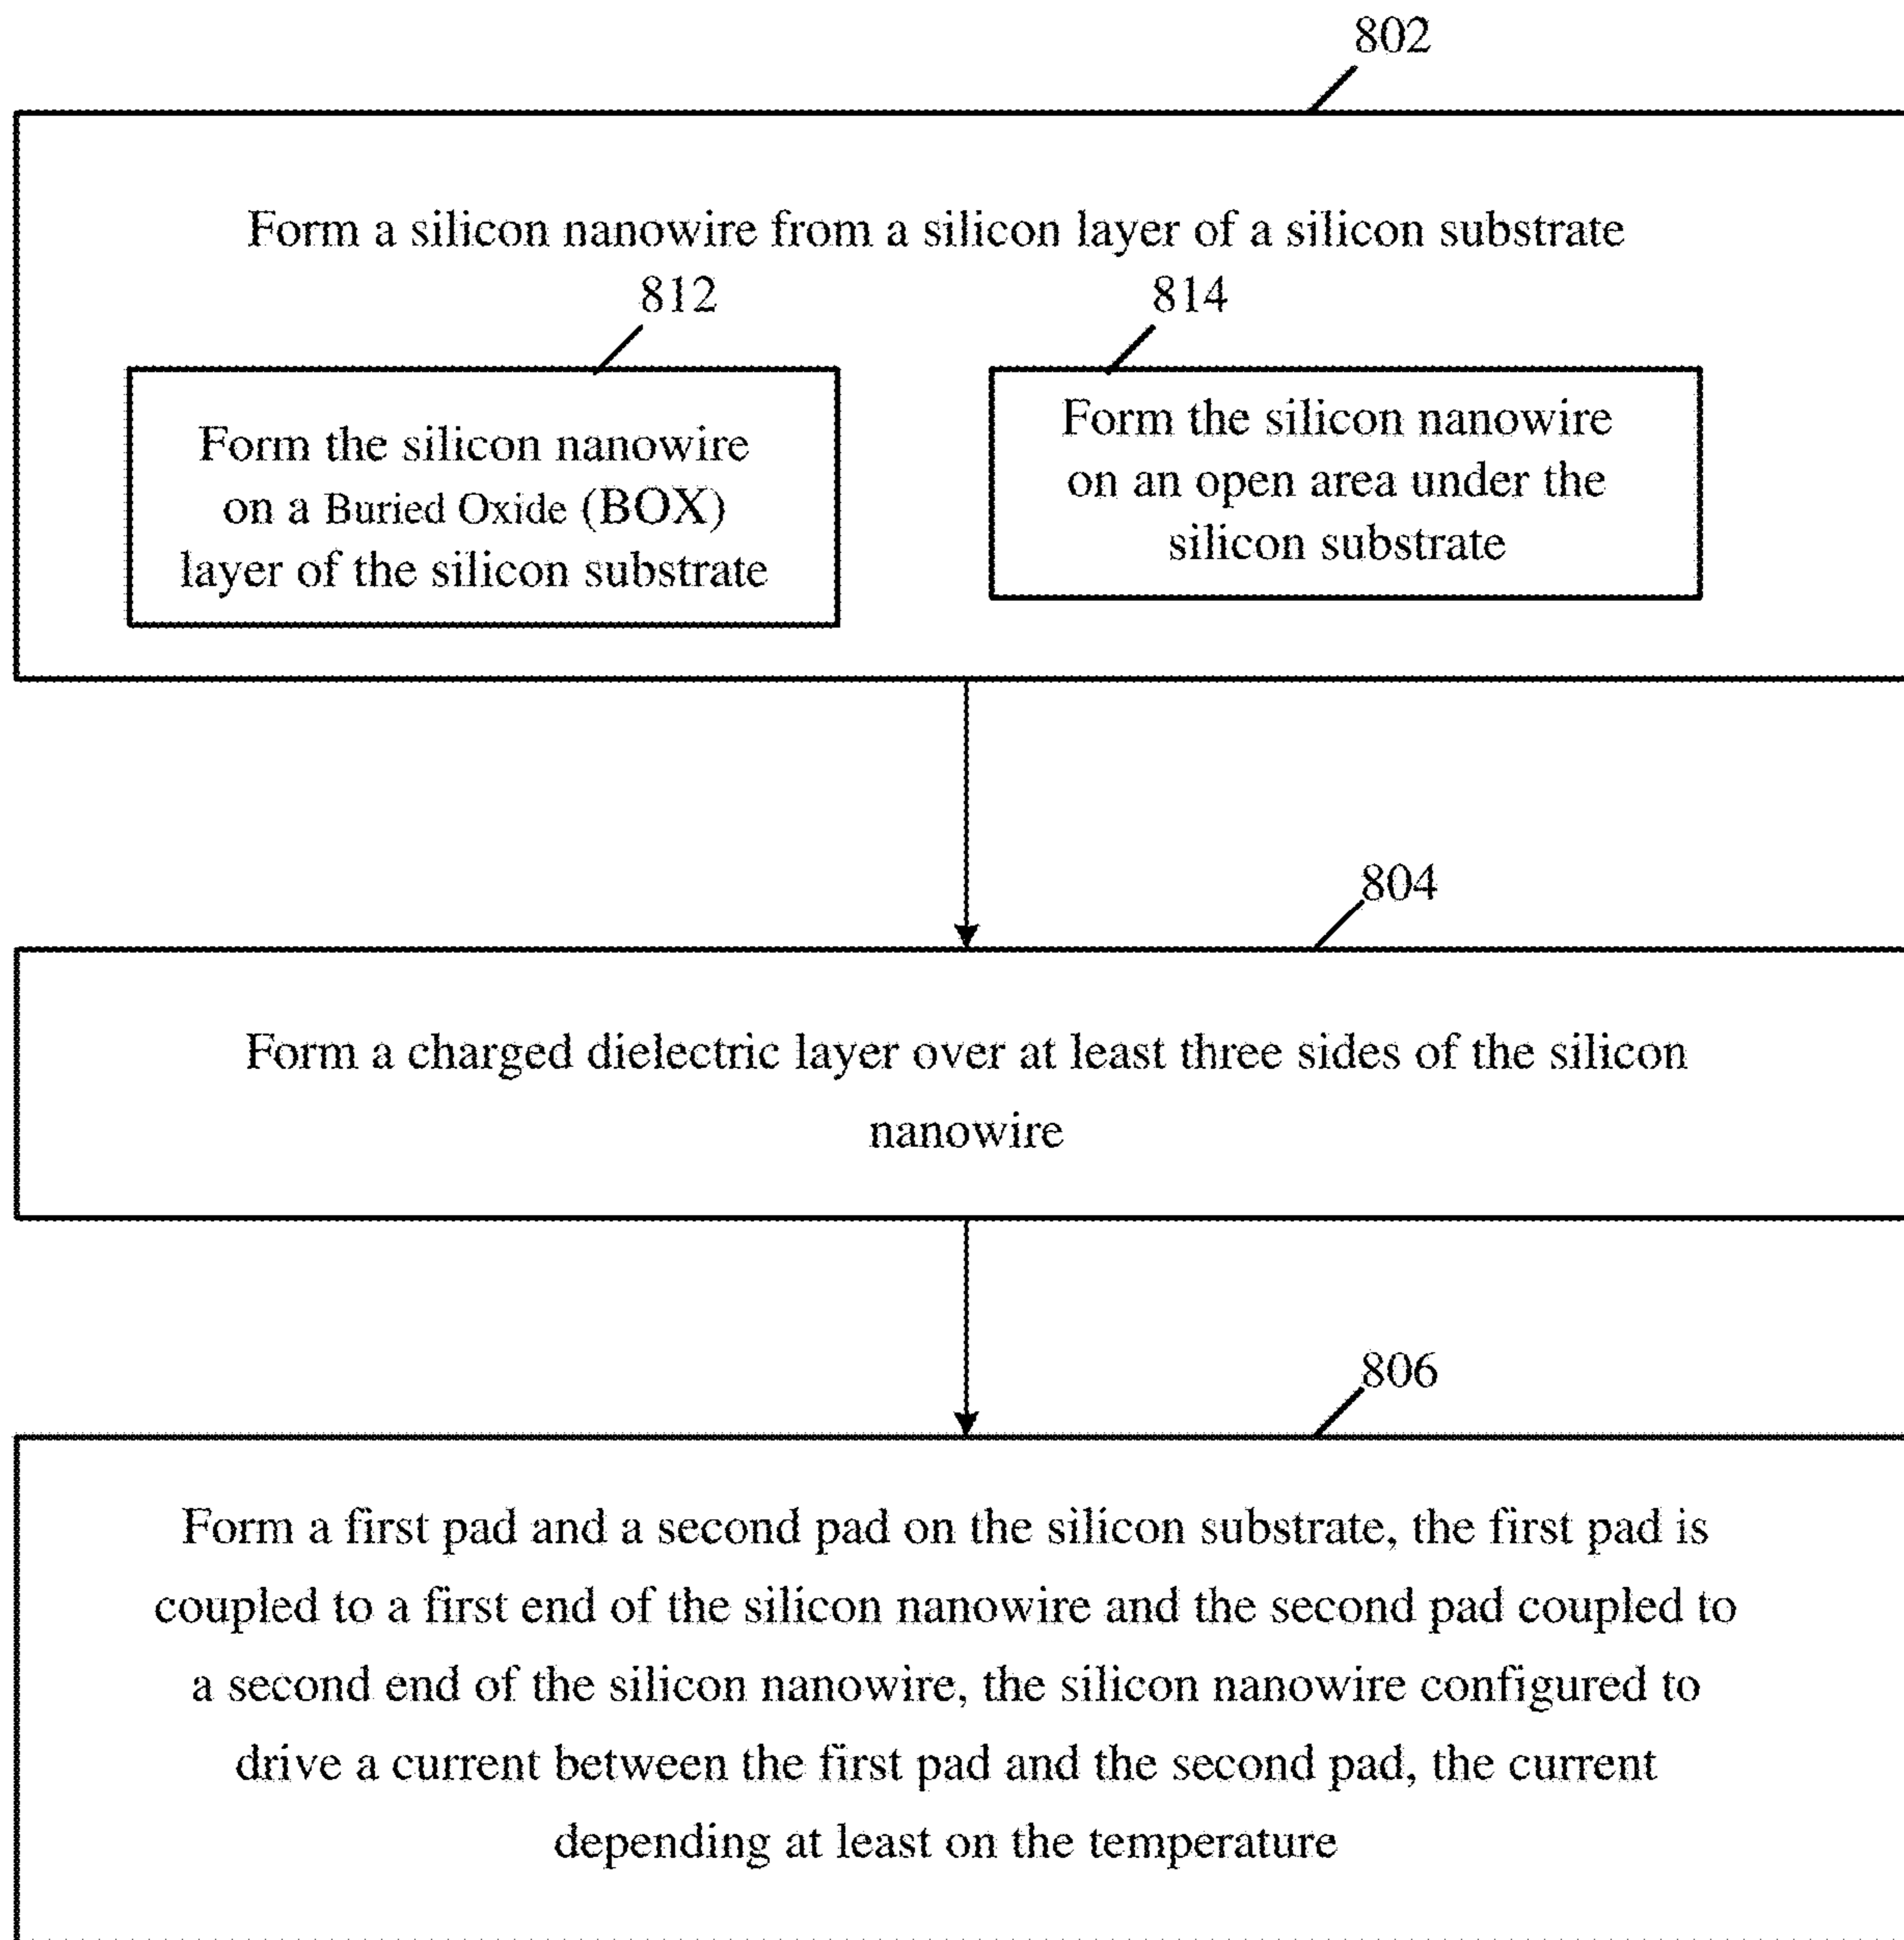 802
Form a silicon nanowire from a silicon layer of a silicon substrate
812
814
Form the silicon nanowire
on a Buried Oxide (BOX)
layer of the silicon substrate
Form the silicon nanowire
on an open area under the
silicon substrate
804
Form a charged dielectric layer over at least three sides of the silicon
nanowire
806
Form a first pad and a second pad on the silicon substrate, the first pad is
coupled to a first end of the silicon nanowire and the second pad coupled to
a second end of the silicon nanowire, the silicon nanowire configured to
drive a current between the first pad and the second pad, the current
depending at least on the temperature